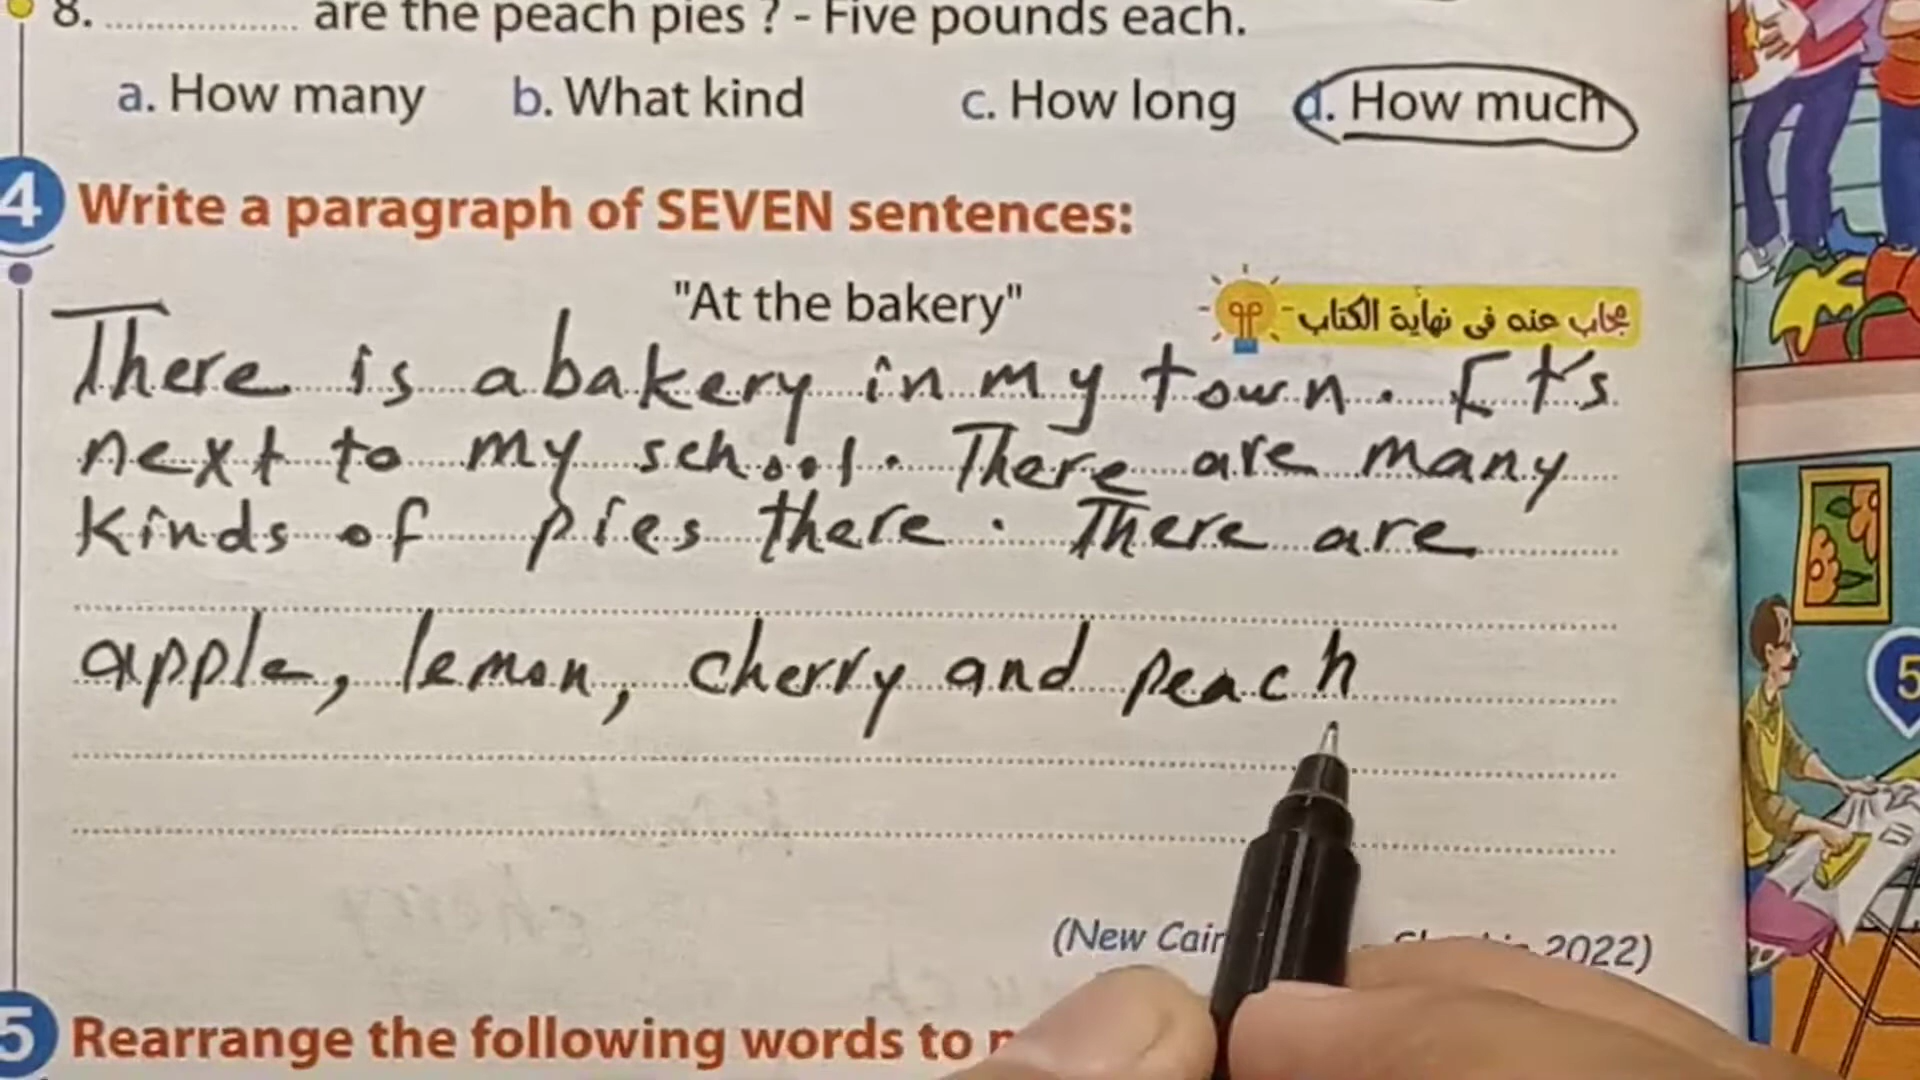 8. .............. are the peach pies ? - Five pounds each.
a. How many b. What kind c. How long d. How much
4 Write a paragraph of SEVEN sentences:
"At the bakery"
مجاب عنه فى نهاية الكتاب
There is a bakery in my town. It's
next to my school. There are many
kinds of pies there. There are
apple, lemon, cherry and peach
(New 2022)
5 Rearrange the following words to
5